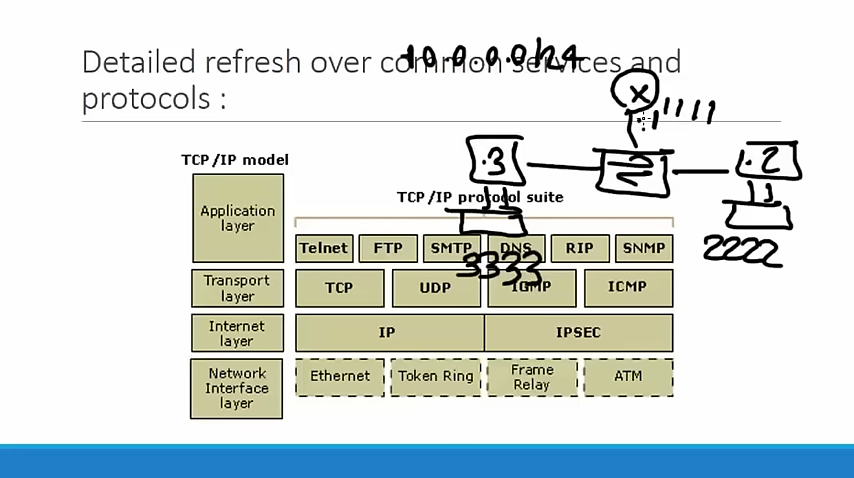 10.0.0.0/24
Detailed refresh over common services and
protocols :
X
.1 1111
TCP/IP model
.3
.2
TCP/IP protocol suite
Application
layer
Telnet FTP SMTP DNS RIP SNMP
3333
2222
Transport
layer
TCP UDP IGMP ICMP
Internet
layer
IP IPSEC
Network
Interface
layer
Ethernet Token Ring Frame
Relay ATM